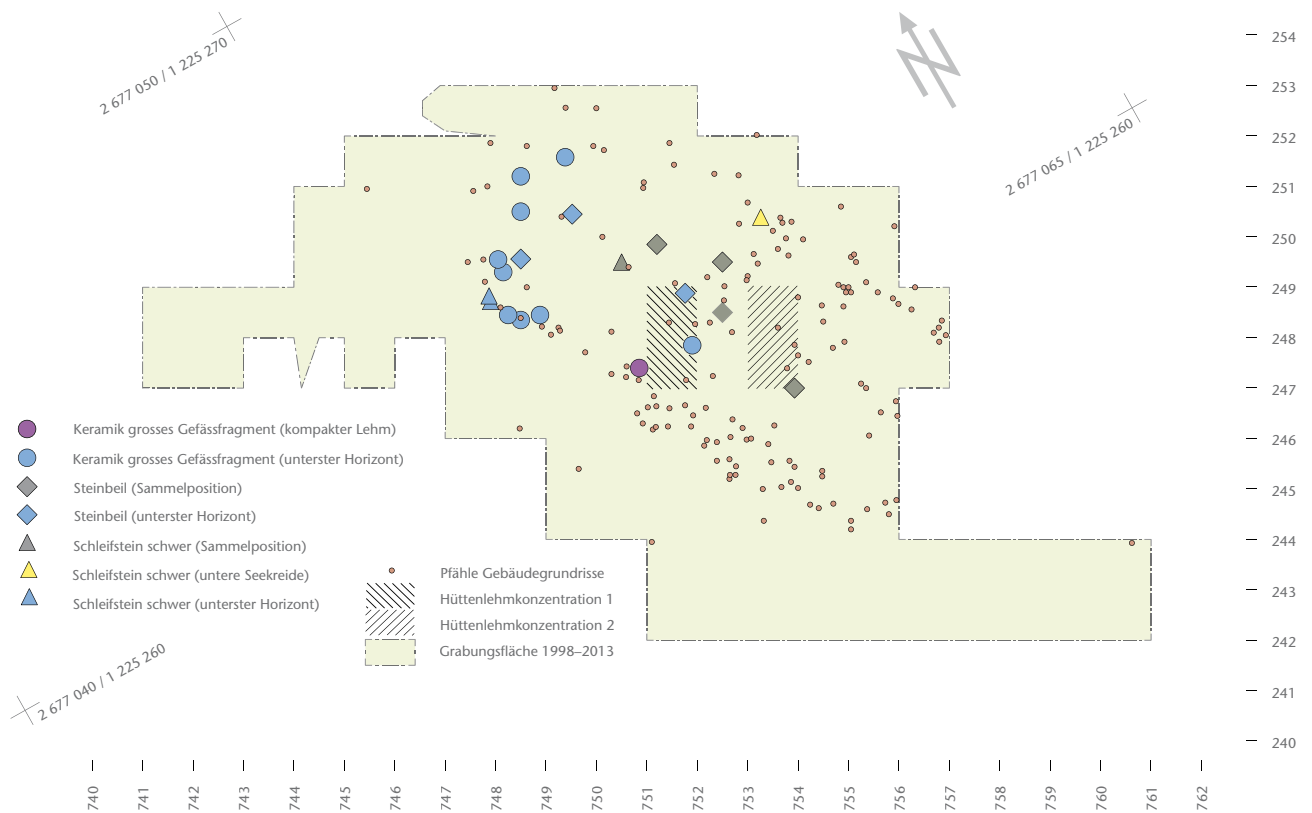 2 677 050 / 1 225 270
2 677 065 / 1 225 260
2 677 040 / 1 225 260
254
253
252
251
250
249
248
247
246
245
244
243
242
241
240
Keramik grosses Gefässfragment (kompakter Lehm)
Keramik grosses Gefässfragment (unterster Horizont)
Steinbeil (Sammelposition)
Steinbeil (unterster Horizont)
Schleifstein schwer (Sammelposition)
Schleifstein schwer (untere Seekreide)
Schleifstein schwer (unterster Horizont)
Pfähle Gebäudegrundrisse
Hüttenlehmkonzentration 1
Hüttenlehmkonzentration 2
Grabungsfläche 1998–2013
740
741
742
743
744
745
746
747
748
749
750
751
752
753
754
755
756
757
758
759
760
761
762